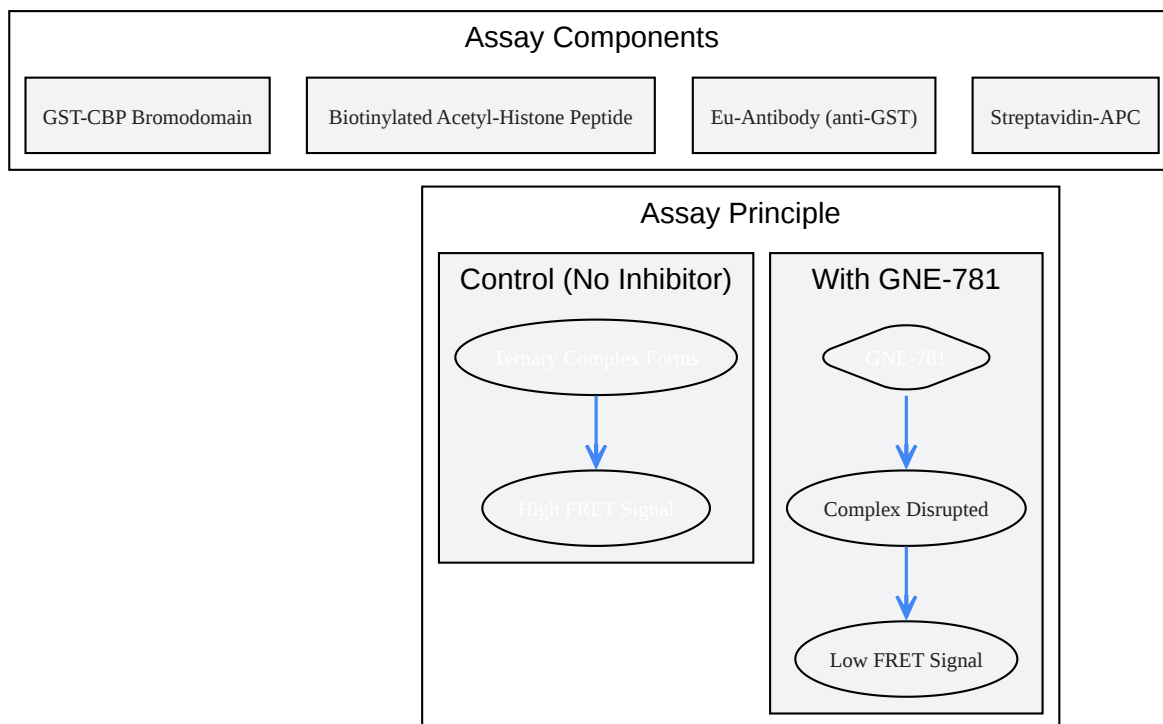 Assay Components
GST-CBP Bromodomain
Biotinylated Acetyl-Histone Peptide
Eu-Antibody (anti-GST)
Streptavidin-APC
Assay Principle
Control (No Inhibitor)
Ternary Complex Forms
High FRET Signal
With GNE-781
GNE-781
Complex Disrupted
Low FRET Signal